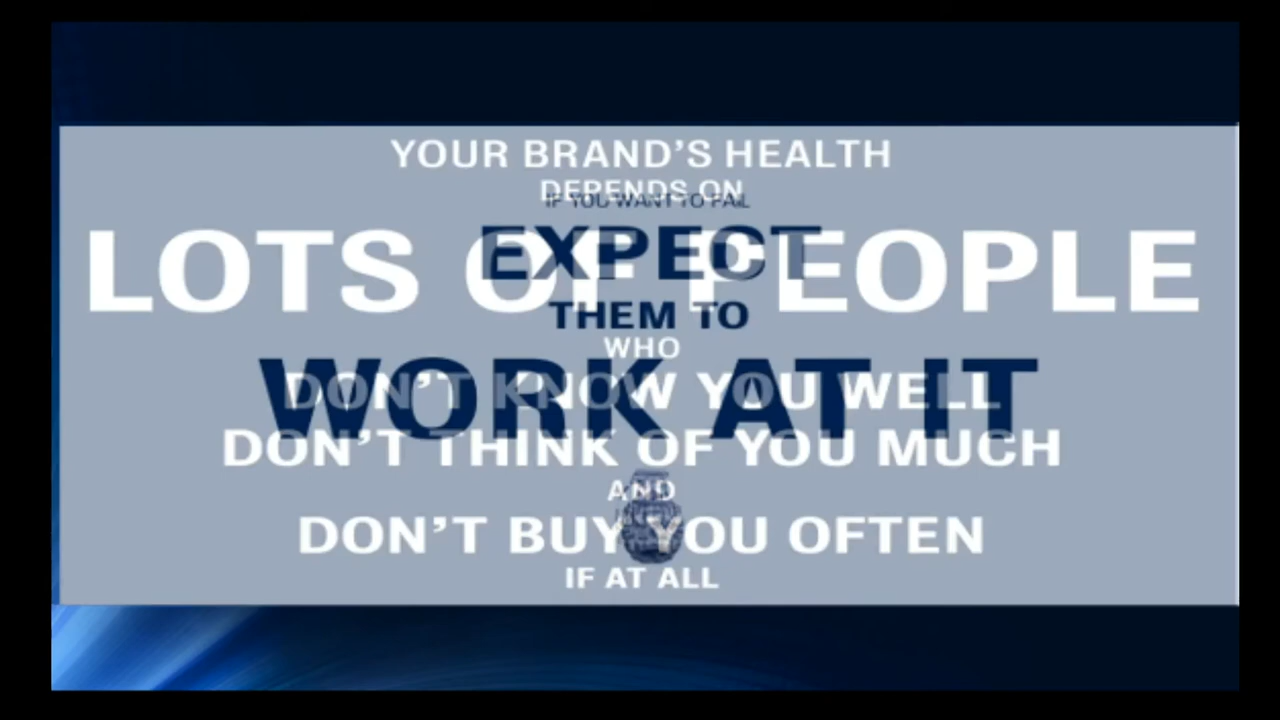 YOUR BRAND'S HEALTH
DEPENDS ON
IF YOU WANT TO FAIL
EXPECT
LOTS OF PEOPLE
THEM TO
WHO
WORK AT IT
DON'T KNOW YOU WELL
DON'T THINK OF YOU MUCH
AND
DON'T BUY YOU OFTEN
IF AT ALL